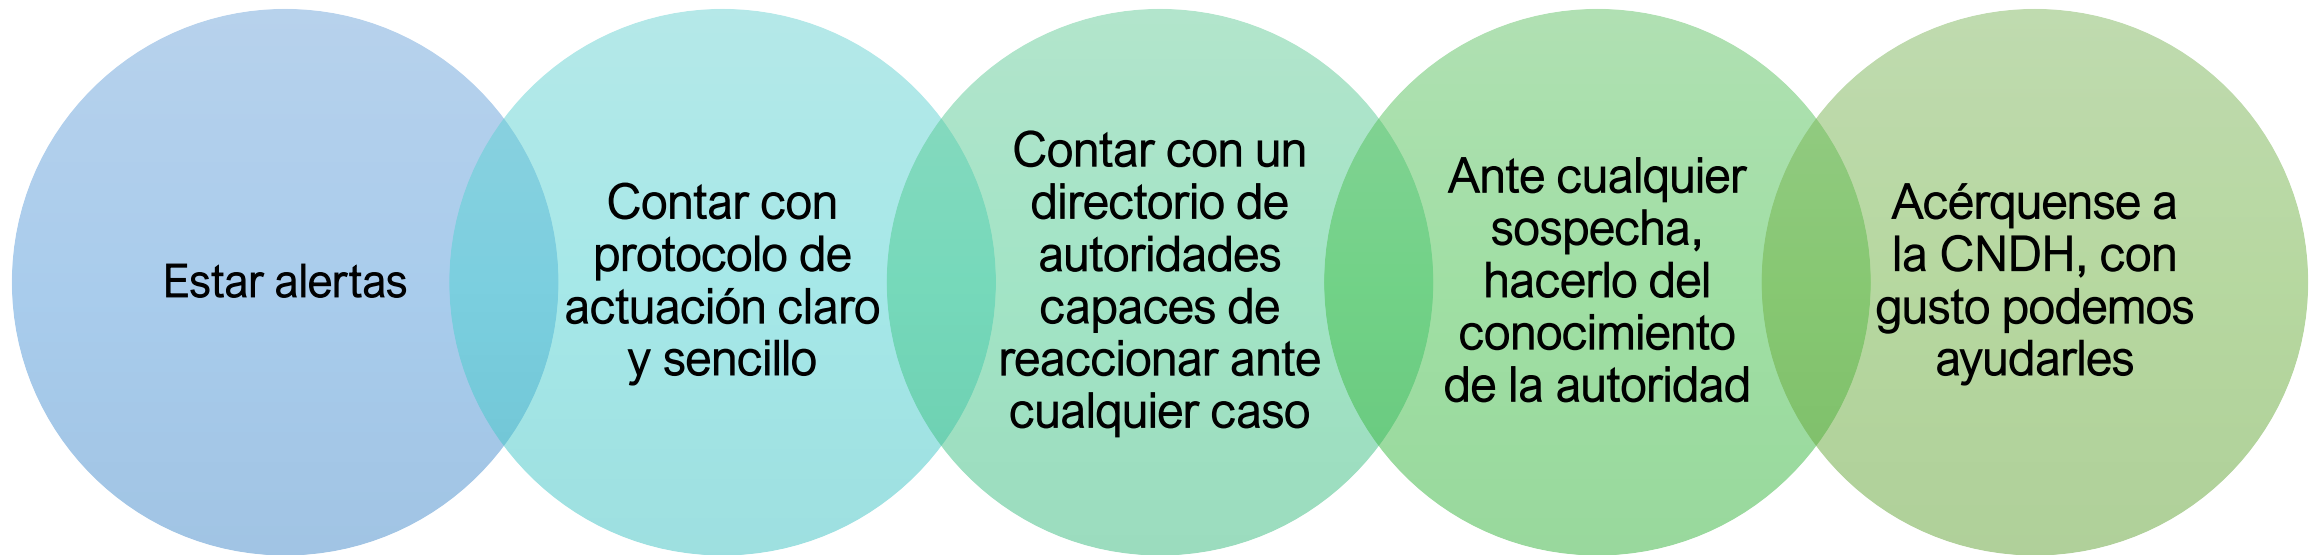 Estar alertas
Contar con
protocolo de
actuación claro
y sencillo
Contar con un
directorio de
autoridades
capaces de
reaccionar ante
cualquier caso
Ante cualquier
sospecha,
hacerlo del
conocimiento
de la autoridad
Acérquense a
la CNDH, con
gusto podemos
ayudarles